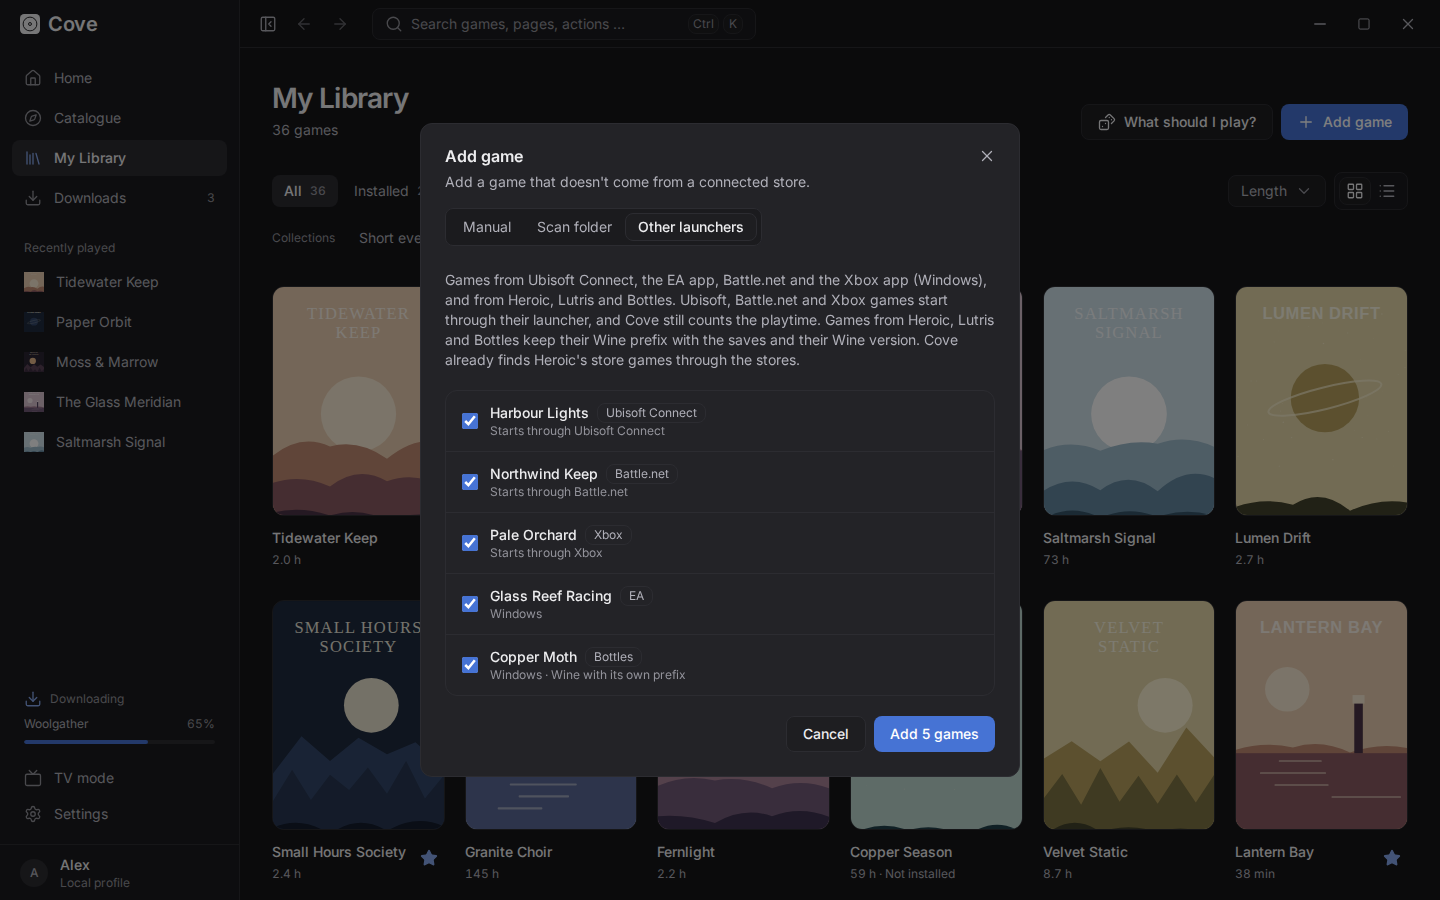 Cove
Search games, pages, actions ...
Ctrl K
Home
Catalogue
My Library
Downloads 3
Recently played
Tidewater Keep
Paper Orbit
Moss & Marrow
The Glass Meridian
Saltmarsh Signal
Downloading
Woolgather 65%
TV mode
Settings
A
Alex
Local profile
My Library
36 games
What should I play?
Add game
All 36
Installed
Length
Collections
Short eve
Add game
Add a game that doesn't come from a connected store.
Manual
Scan folder
Other launchers
Games from Ubisoft Connect, the EA app, Battle.net and the Xbox app (Windows),
and from Heroic, Lutris and Bottles. Ubisoft, Battle.net and Xbox games start
through their launcher, and Cove still counts the playtime. Games from Heroic, Lutris
and Bottles keep their Wine prefix with the saves and their Wine version. Cove
already finds Heroic's store games through the stores.
Harbour Lights Ubisoft Connect
Starts through Ubisoft Connect
Northwind Keep Battle.net
Starts through Battle.net
Pale Orchard Xbox
Starts through Xbox
Glass Reef Racing EA
Windows
Copper Moth Bottles
Windows · Wine with its own prefix
Cancel
Add 5 games
TIDEWATER
KEEP
SALTMARSH
SIGNAL
LUMEN DRIFT
Tidewater Keep
2.0 h
Saltmarsh Signal
73 h
Lumen Drift
2.7 h
SMALL HOURS
SOCIETY
VELVET
STATIC
LANTERN BAY
Small Hours Society
2.4 h
Granite Choir
145 h
Fernlight
2.2 h
Copper Season
59 h · Not installed
Velvet Static
8.7 h
Lantern Bay
38 min